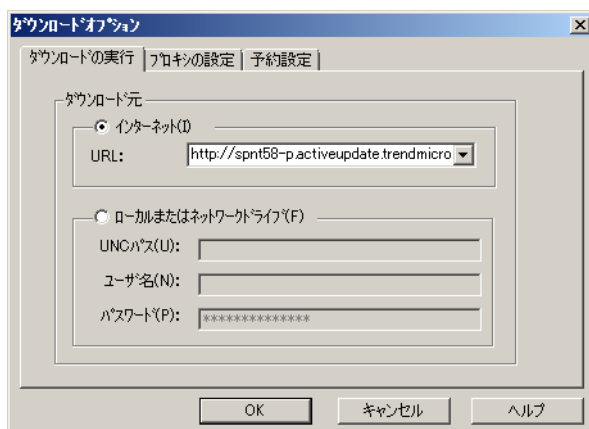 ダウンロードオプション
ダウンロードの実行 プロキシの設定 予約設定
ダウンロード元
インターネット(I)
URL: http://spnt58-p.activeupdate.trendmicro
ローカルまたはネットワークドライブ(F)
UNCパス(U):
ユーザ名(N):
パスワード(P): **************
OK キャンセル ヘルプ